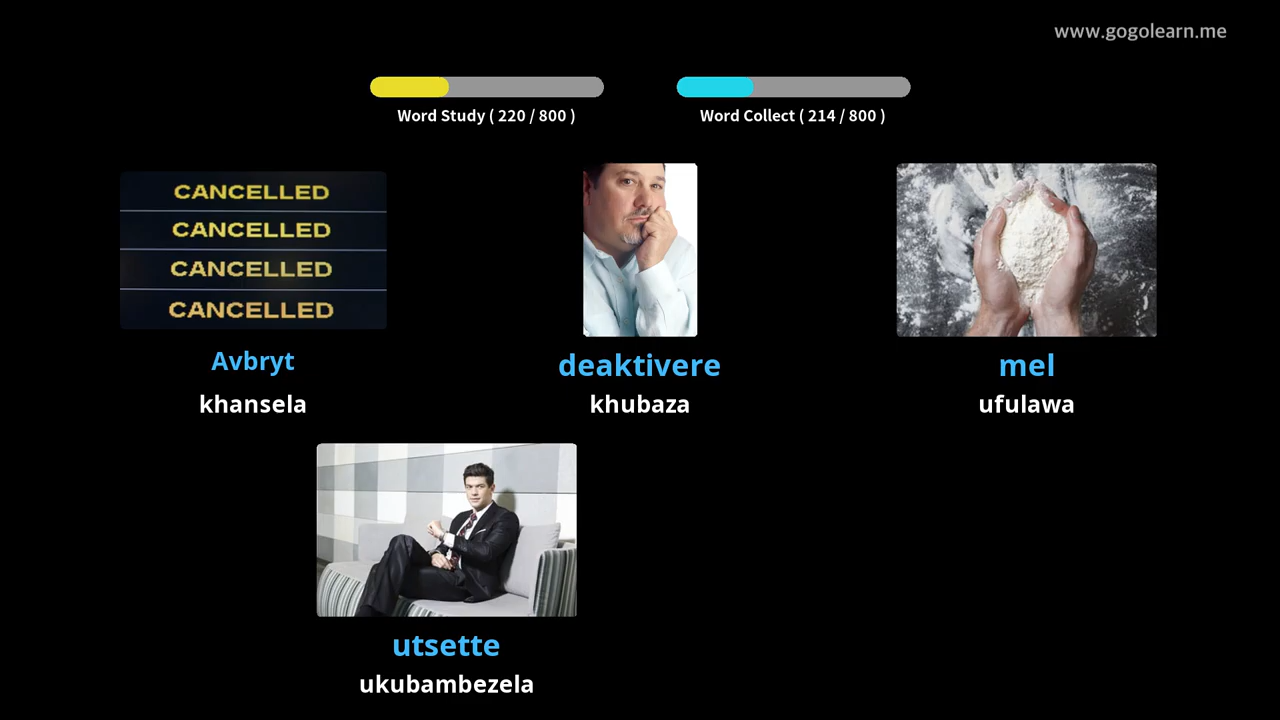 www.gogolearn.me
Word Study ( 220 / 800 )
Word Collect ( 214 / 800 )
CANCELLED
CANCELLED
CANCELLED
CANCELLED
Avbryt
khansela
deaktivere
khubaza
mel
ufulawa
utsette
ukubambezela